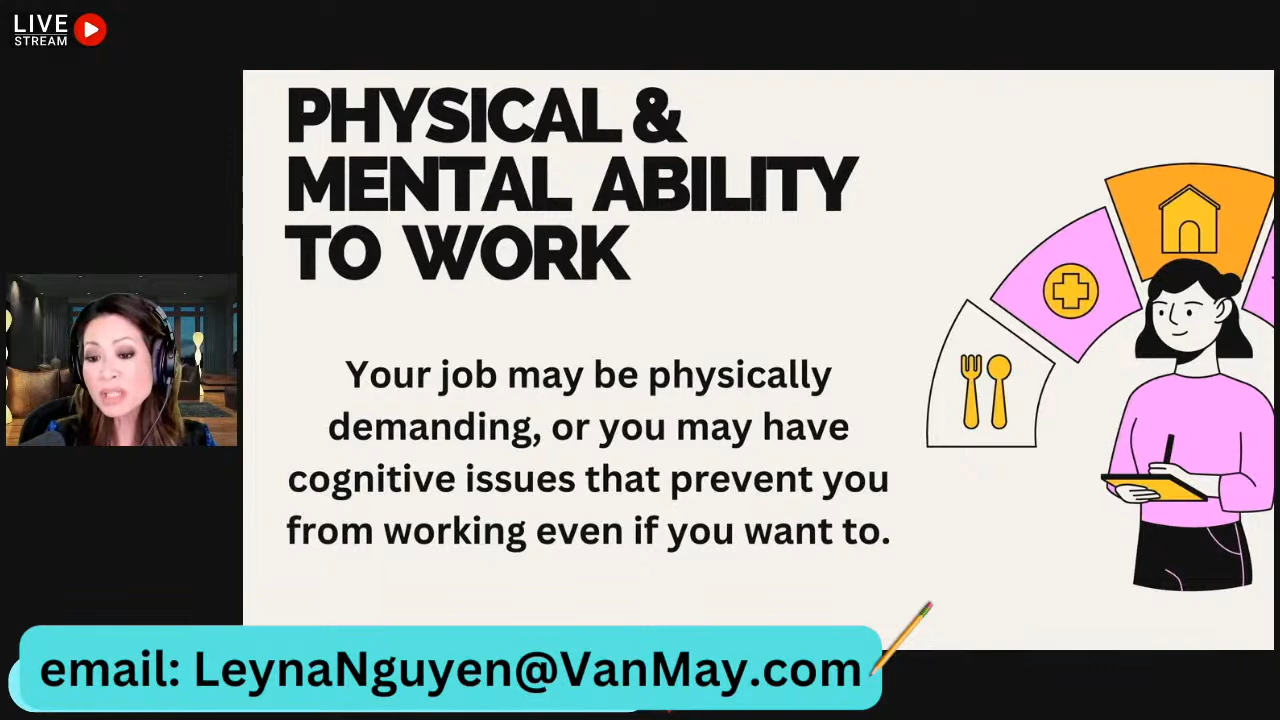 LIVE
STREAM
PHYSICAL &
MENTAL ABILITY
TO WORK
Your job may be physically
demanding, or you may have
cognitive issues that prevent you
from working even if you want to.
email: LeynaNguyen@VanMay.com